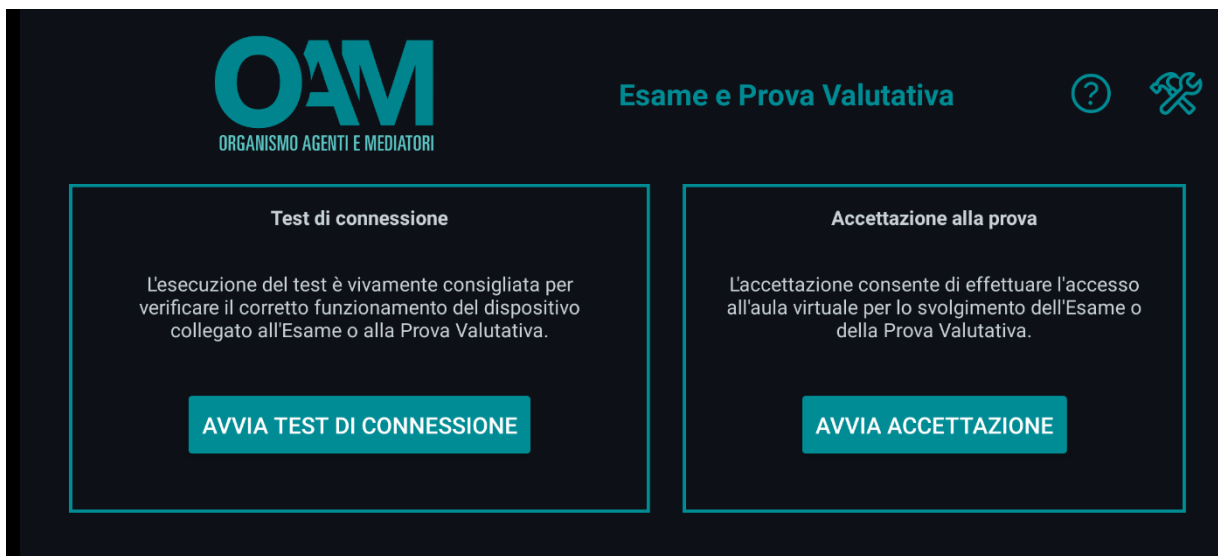 OAM
ORGANISMO AGENTI E MEDIATORI
Esame e Prova Valutativa
?
Test di connessione
L'esecuzione del test è vivamente consigliata per
verificare il corretto funzionamento del dispositivo
collegato all'Esame o alla Prova Valutativa.
AVVIA TEST DI CONNESSIONE
Accettazione alla prova
L'accettazione consente di effettuare l'accesso
all'aula virtuale per lo svolgimento dell'Esame o
della Prova Valutativa.
AVVIA ACCETTAZIONE